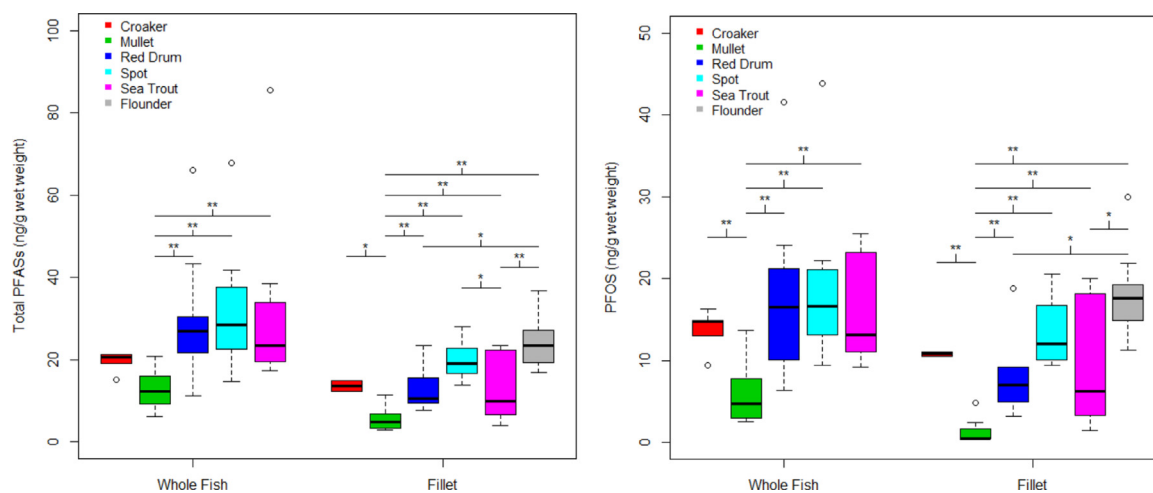 Total PFASs (ng/g wet weight)
100
80
60
40
20
0
Croaker
Mullet
Red Drum
Spot
Sea Trout
Flounder
**
**
**
**
**
**
**
*
*
*
**
Whole Fish
Fillet
PFOS (ng/g wet weight)
50
40
30
20
10
0
Croaker
Mullet
Red Drum
Spot
Sea Trout
Flounder
**
**
**
**
**
**
**
**
**
*
*
Whole Fish
Fillet